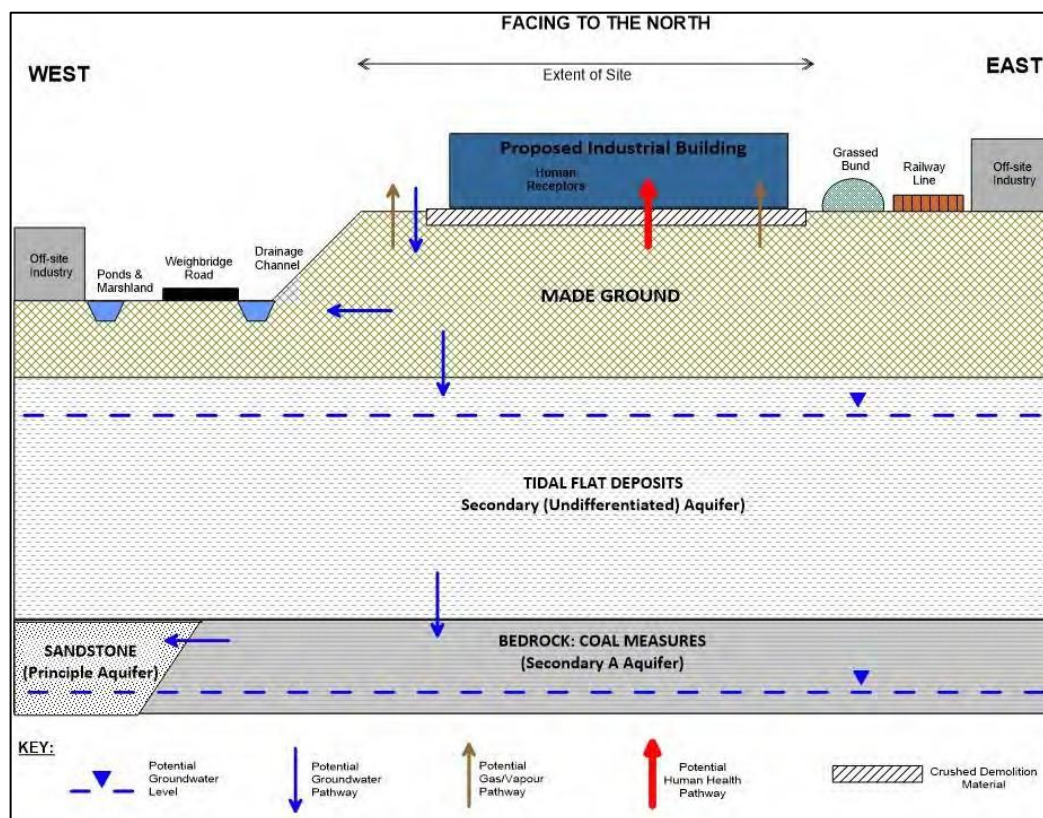 FACING TO THE NORTH
WEST
Extent of Site
EAST
Proposed Industrial Building
Human
Receptors
Grassed
Bund
Railway
Line
Off-site
Industry
Off-site
Industry
Ponds &
Marshland
Weighbridge
Road
Drainage
Channel
MADE GROUND
TIDAL FLAT DEPOSITS
Secondary (Undifferentiated) Aquifer)
SANDSTONE
(Principle Aquifer)
BEDROCK: COAL MEASURES
(Secondary A Aquifer)
KEY:
Potential
Groundwater
Level
Potential
Groundwater
Pathway
Potential
Gas/Vapour
Pathway
Potential
Human Health
Pathway
Crushed Demolition
Material